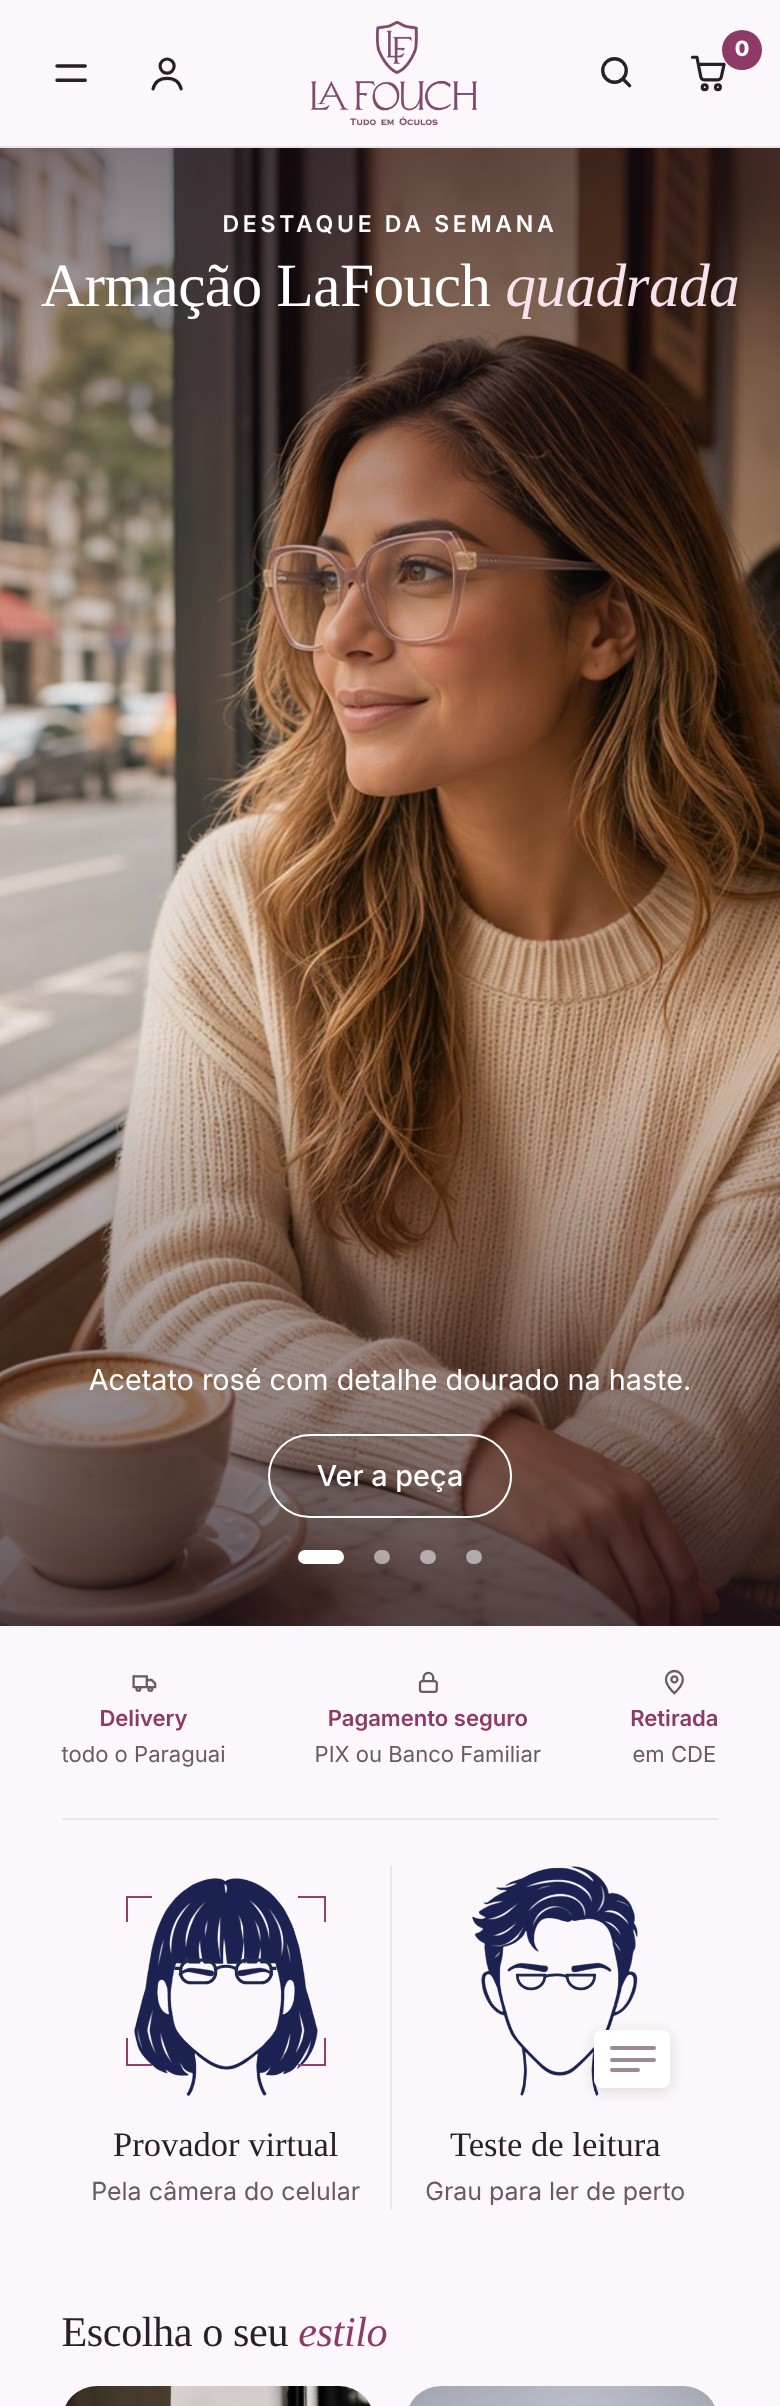 0
LF
LA FOUCH
TUDO EM ÓCULOS
DESTAQUE DA SEMANA
Armação LaFouch quadrada
Acetato rosé com detalhe dourado na haste.
Ver a peça
Delivery
todo o Paraguai
Pagamento seguro
PIX ou Banco Familiar
Retirada
em CDE
Provador virtual
Pela câmera do celular
Teste de leitura
Grau para ler de perto
Escolha o seu estilo